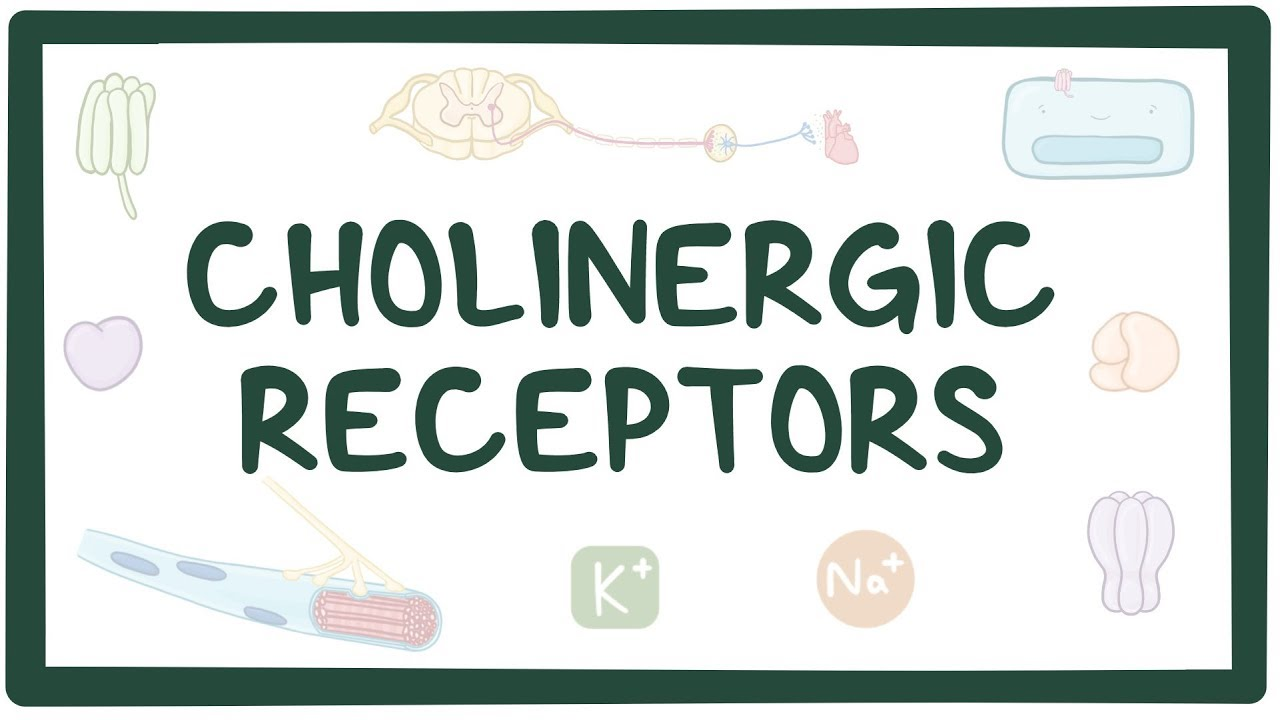 CHOLINERGIC
RECEPTORS
K+
Na+